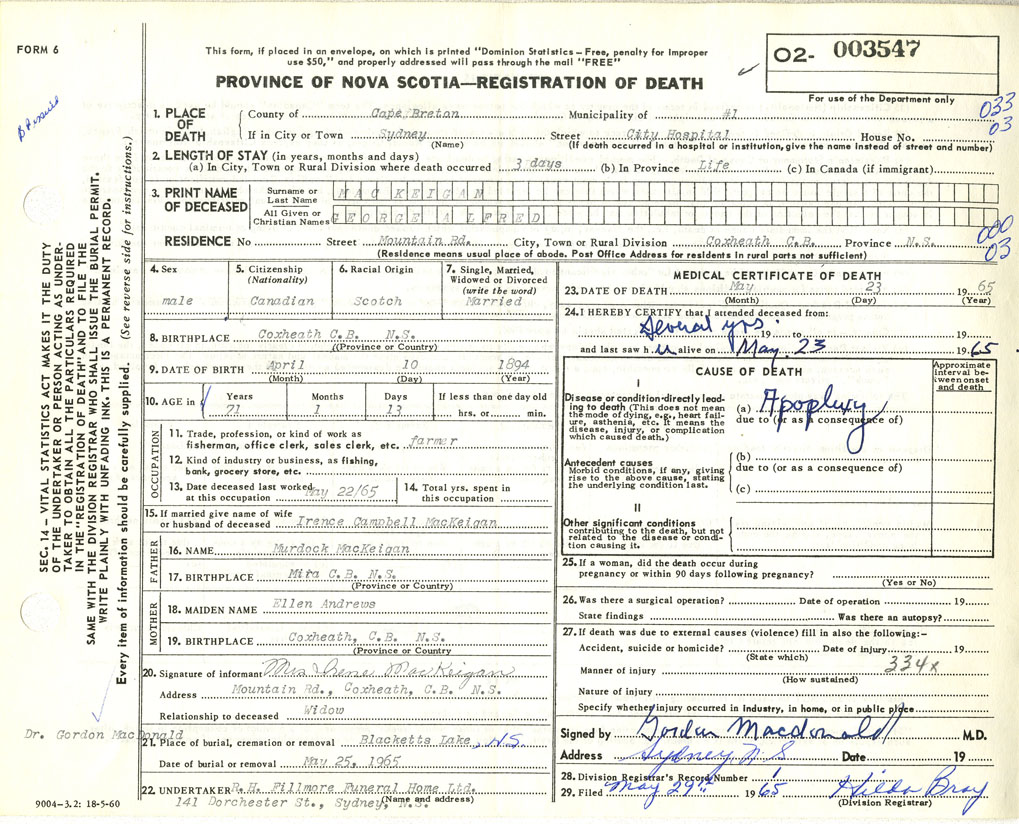 FORM 6
This form, if placed in an envelope, on which is printed "Dominion Statistics – Free, penalty for improper
use $50," and properly addressed will pass through the mail "FREE"
PROVINCE OF NOVA SCOTIA—REGISTRATION OF DEATH
02- 003547
For use of the Department only
033
03
1. PLACE OF DEATH
County of Cape Breton Municipality of #1
If in City or Town Sydney Street City Hospital House No.
(Name) (If death occurred in a hospital or institution, give the name instead of street and number)
2. LENGTH OF STAY (in years, months and days)
(a) In City, Town or Rural Division where death occurred 3 days (b) In Province Life (c) In Canada (if immigrant)
3. PRINT NAME OF DECEASED
Surname or Last Name MAC KEIGAN
All Given or Christian Names GEORGE ALFRED
000
03
RESIDENCE No Street Mountain Rd. City, Town or Rural Division Coxheath C.B. Province N.S.
(Residence means usual place of abode. Post Office Address for residents in rural parts not sufficient)
4. Sex
male
5. Citizenship
(Nationality)
Canadian
6. Racial Origin
Scotch
7. Single, Married,
Widowed or Divorced
(write the word)
Married
8. BIRTHPLACE Coxheath C.B. N.S.
((Province or Country)
9. DATE OF BIRTH April 10 1894
(Month) (Day) (Year)
10. AGE in
Years Months Days If less than one day old
71 1 13 hrs. or min.
OCCUPATION
11. Trade, profession, or kind of work as
fisherman, office clerk, sales clerk, etc. farmer
12. Kind of industry or business, as fishing,
bank, grocery store, etc.
13. Date deceased last worked
at this occupation May 22/65
14. Total yrs. spent in
this occupation
15. If married give name of wife
or husband of deceased Irence Campbell MacKeigan
FATHER
16. NAME Murdock MacKeigan
17. BIRTHPLACE Mira C.B. N.S.
(Province or Country)
MOTHER
18. MAIDEN NAME Ellen Andrews
19. BIRTHPLACE Coxheath, C.B. N.S.
(Province or Country
20. Signature of informant Mrs Irene MacKeigan
Address Mountain Rd., Coxheath, C.B. N.S.
Relationship to deceased Widow
Dr. Gordon MacDonald
21. Place of burial, cremation or removal Blacketts Lake, N.S.
Date of burial or removal May 25, 1965
22. UNDERTAKER R.H. Fillmore Funeral Home Ltd.
(Name and address)
141 Dorchester St., Sydney, N.S.
9004-3.2: 18-5-60
MEDICAL CERTIFICATE OF DEATH
23. DATE OF DEATH May 23 1965
(Month) (Day) (Year)
24. I HEREBY CERTIFY that I attended deceased from:
Several yrs. 19 to 19
and last saw h im alive on May. 23 1965
CAUSE OF DEATH
Approximate interval between onset and death
I
Disease or condition directly leading to death (This does not mean the mode of dying, e.g., heart failure, asthenia, etc. It means the disease, injury, or complication which caused death.)
(a) Apoplexy
due to (or as a consequence of)
Antecedent causes
Morbid conditions, if any, giving rise to the above cause, stating the underlying condition last.
(b)
due to (or as a consequence of)
(c)
II
Other significant conditions
contributing to the death, but not related to the disease or condition causing it.
25. If a woman, did the death occur during
pregnancy or within 90 days following pregnancy?
(Yes or No)
26. Was there a surgical operation? Date of operation 19
State findings Was there an autopsy?
27. If death was due to external causes (violence) fill in also the following:–
Accident, suicide or homicide? Date of injury 19
(State which)
334x
Manner of injury
(How sustained)
Nature of injury
Specify whether injury occurred in industry, in home, or in public place
Signed by Gordon Macdonald M.D.
Address Sydney N S Date 19
28. Division Registrar's Record Number 1
29. Filed May 29th 1965 Hilda Bray
(Division Registrar)
SEC. 14 – VITAL STATISTICS ACT MAKES IT THE DUTY
OF THE UNDERTAKER OR PERSON ACTING AS UNDER-
TAKER TO OBTAIN ALL THE PARTICULARS REQUIRED
IN THE "REGISTRATION OF DEATH" AND TO FILE THE
SAME WITH THE DIVISION REGISTRAR WHO SHALL ISSUE THE BURIAL PERMIT.
WRITE PLAINLY WITH UNFADING INK. THIS IS A PERMANENT RECORD.
Every item of information should be carefully supplied. (See reverse side for instructions.)